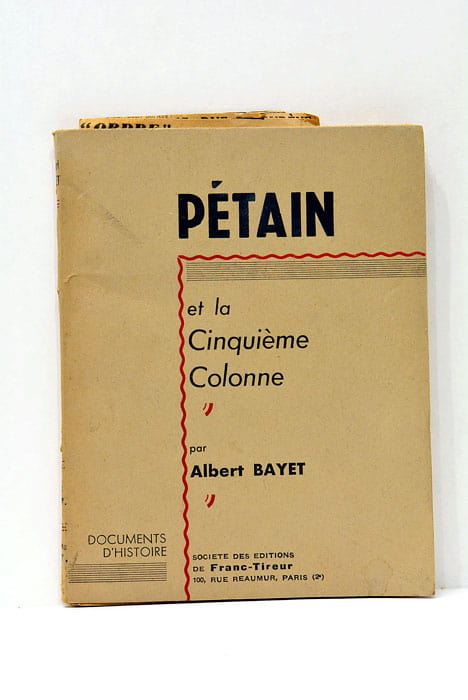 "ORDRE"
PÉTAIN
et la
Cinquième
Colonne
par
Albert BAYET
DOCUMENTS
D'HISTOIRE
SOCIETE DES EDITIONS
DE Franc-Tireur
100, RUE REAUMUR, PARIS (2e)